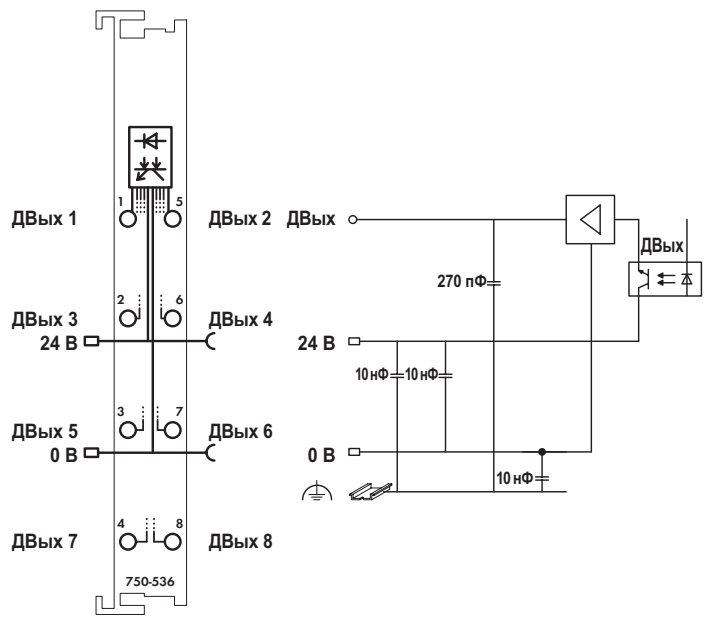 1 5
ДВых 1 ДВых 2 ДВых
ДВых
270 пФ
2 6
ДВых 3 ДВых 4
24 В 24 В
10 нФ 10 нФ
3 7
ДВых 5 ДВых 6
0 В 0 В
10 нФ
4 8
ДВых 7 ДВых 8
750-536